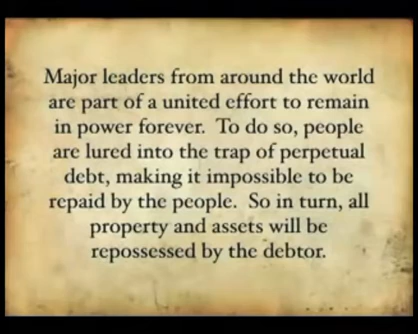 Major leaders from around the world
are part of a united effort to remain
in power forever.  To do so, people
are lured into the trap of perpetual
debt, making it impossible to be
repaid by the people.  So in turn, all
property and assets will be
repossessed by the debtor.